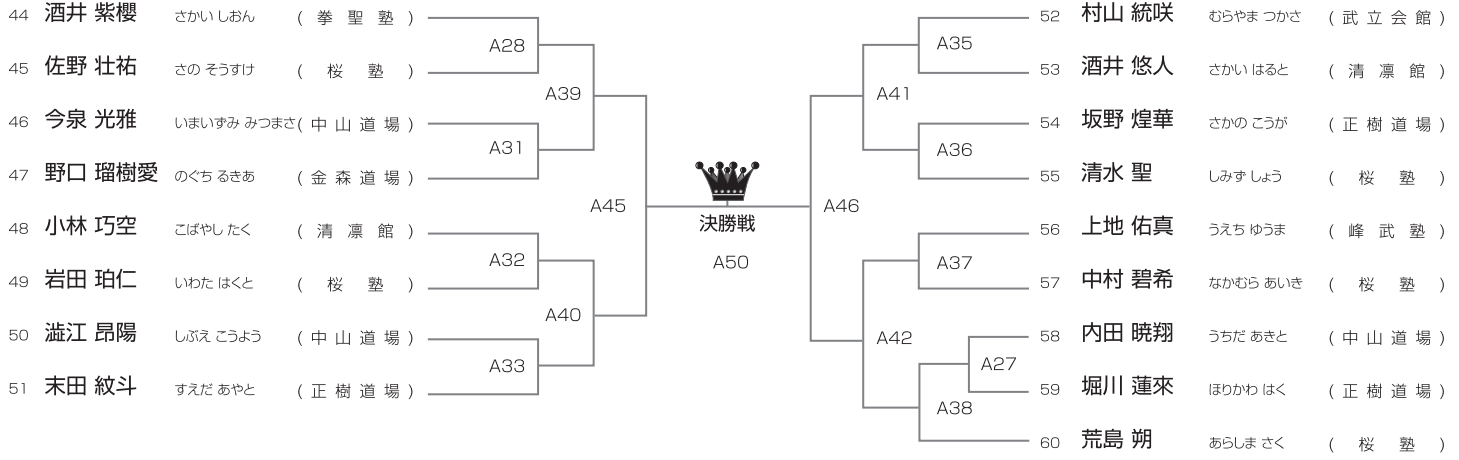 44 酒井 紫櫻 さかい しおん ( 拳 聖 塾 )
A28
45 佐野 壮祐 さの そうすけ ( 桜 塾 )
A39
46 今泉 光雅 いまいずみ みつまさ ( 中 山 道 場 )
A31
47 野口 瑠樹愛 のぐち るきあ ( 金 森 道 場 )
A45
48 小林 巧空 こばやし たく ( 清 凛 館 )
A32
49 岩田 珀仁 いわた はくと ( 桜 塾 )
A40
50 澁江 昂陽 しぶえ こうよう ( 中 山 道 場 )
A33
51 末田 紋斗 すえだ あやと ( 正 樹 道 場 )
決勝戦
A50
52 村山 統咲 むらやま つかさ ( 武 立 会 館 )
A35
53 酒井 悠人 さかい はると ( 清 凛 館 )
A41
54 坂野 煌華 さかの こうが ( 正 樹 道 場 )
A36
55 清水 聖 しみず しょう ( 桜 塾 )
A46
56 上地 佑真 うえち ゆうま ( 峰 武 塾 )
A37
57 中村 碧希 なかむら あいき ( 桜 塾 )
A42
58 内田 暁翔 うちだ あきと ( 中 山 道 場 )
A27
59 堀川 蓮來 ほりかわ はく ( 正 樹 道 場 )
A38
60 荒島 朔 あらしま さく ( 桜 塾 )